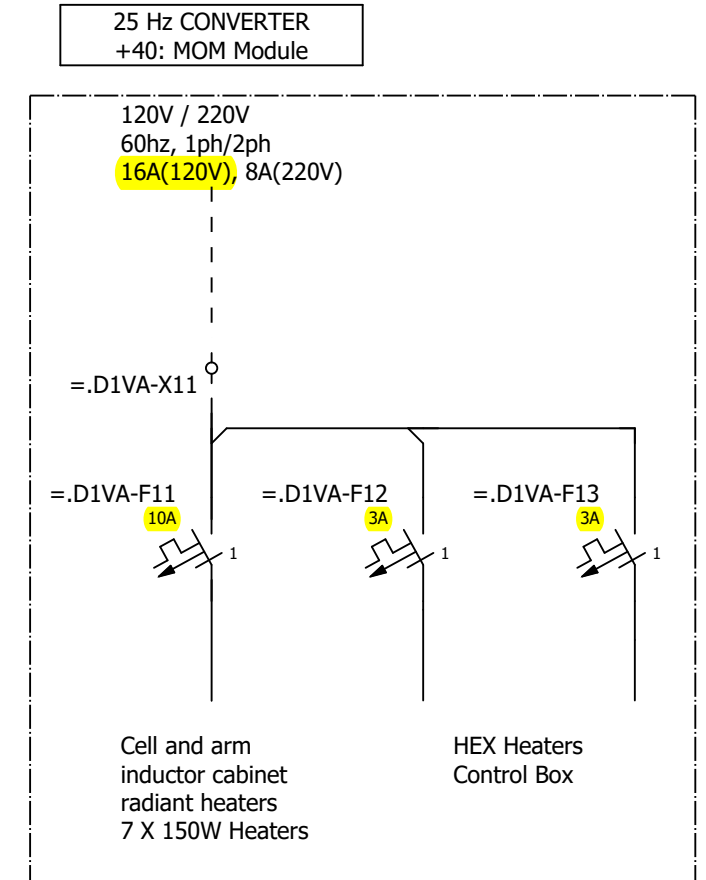 25 Hz CONVERTER
+40: MOM Module
120V / 220V
60hz, 1ph/2ph
16A(120V), 8A(220V)
=.D1VA-X11
=.D1VA-F11
10A
1
=.D1VA-F12
3A
1
=.D1VA-F13
3A
1
Cell and arm
inductor cabinet
radiant heaters
7 X 150W Heaters
HEX Heaters
Control Box